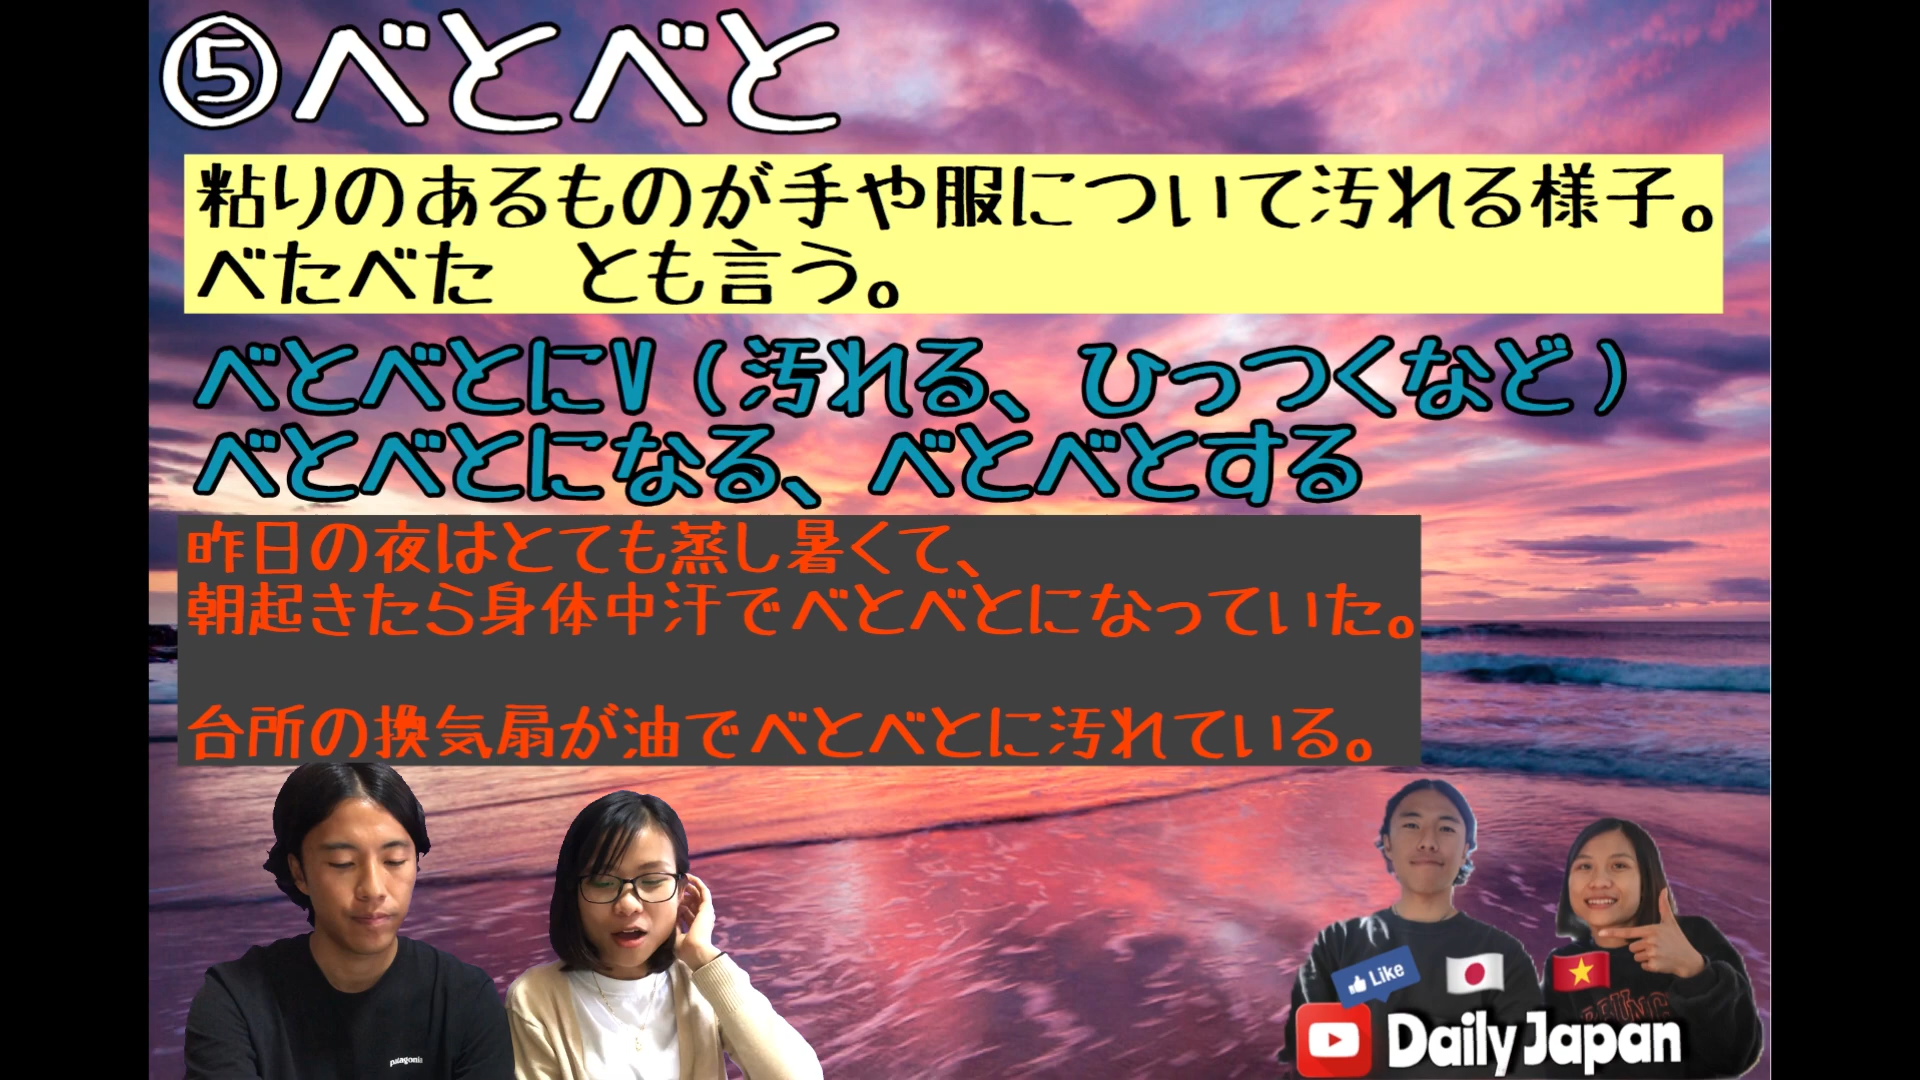 ⑤べとべと
粘りのあるものが手や服について汚れる様子。
べたべた　とも言う。
べとべとにV（汚れる、ひっつくなど）
べとべとになる、べとべとする
昨日の夜はとても蒸し暑くて、
朝起きたら身体中汗でべとべとになっていた。
台所の換気扇が油でべとべとに汚れている。
patagonia
Like
Daily Japan